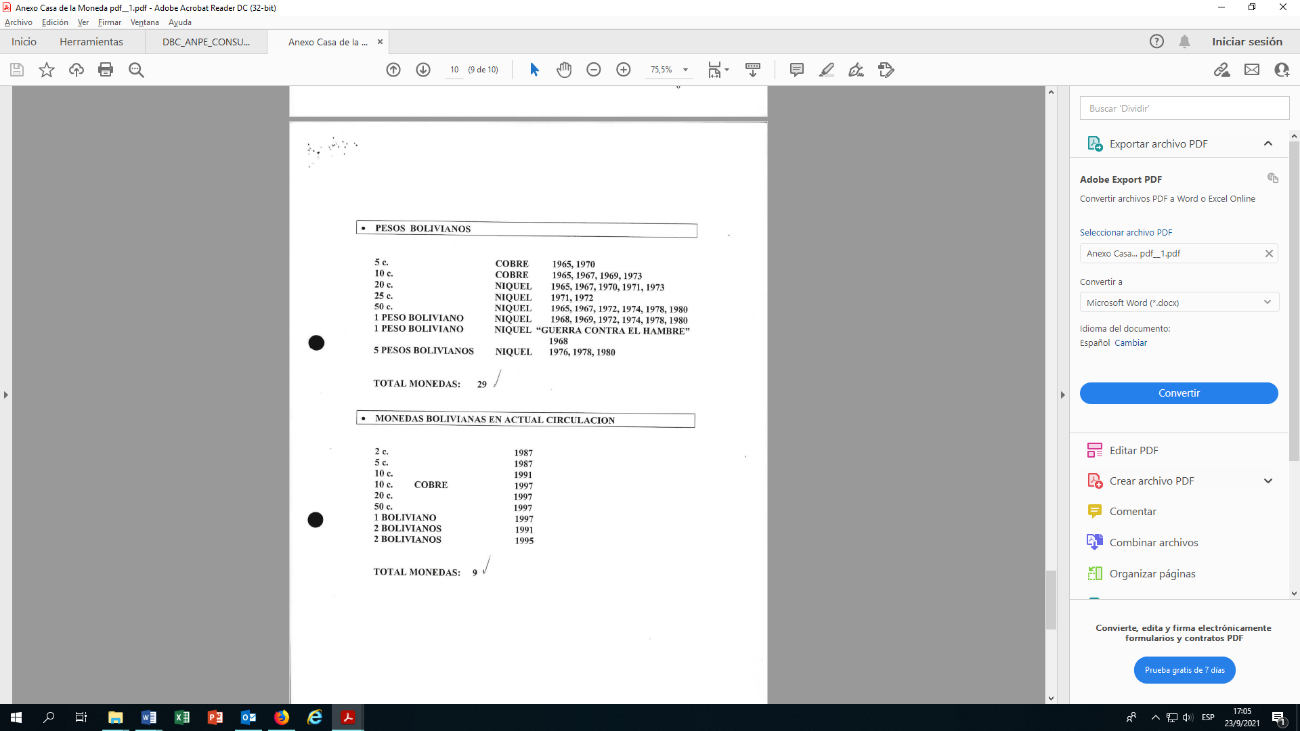 Anexo Casa de la Moneda pdf__1.pdf - Adobe Acrobat Reader DC (32-bit)
Archivo Edición Ver Firmar Ventana Ayuda
Inicio Herramientas DBC_ANPE_CONSU... Anexo Casa de la ... × Iniciar sesión
10 (9 de 10) 75,5%
• PESOS BOLIVIANOS
5 c. COBRE 1965, 1970
10 c. COBRE 1965, 1967, 1969, 1973
20 c. NIQUEL 1965, 1967, 1970, 1971, 1973
25 c. NIQUEL 1971, 1972
50 c. NIQUEL 1965, 1967, 1972, 1974, 1978, 1980
1 PESO BOLIVIANO NIQUEL 1968, 1969, 1972, 1974, 1978, 1980
1 PESO BOLIVIANO NIQUEL “GUERRA CONTRA EL HAMBRE”
1968
5 PESOS BOLIVIANOS NIQUEL 1976, 1978, 1980
TOTAL MONEDAS: 29
• MONEDAS BOLIVIANAS EN ACTUAL CIRCULACION
2 c. 1987
5 c. 1987
10 c. 1991
10 c. COBRE 1997
20 c. 1997
50 c. 1997
1 BOLIVIANO 1997
2 BOLIVIANOS 1991
2 BOLIVIANOS 1995
TOTAL MONEDAS: 9
Buscar 'Dividir'
Exportar archivo PDF
Adobe Export PDF
Convertir archivos PDF a Word o Excel Online
Seleccionar archivo PDF
Anexo Casa... pdf__1.pdf
Convertir a
Microsoft Word (*.docx)
Idioma del documento:
Español Cambiar
Convertir
Editar PDF
Crear archivo PDF
Comentar
Combinar archivos
Organizar páginas
Convierte, edita y firma electrónicamente
formularios y contratos PDF
Prueba gratis de 7 días
ESP
17:05
23/9/2021
1